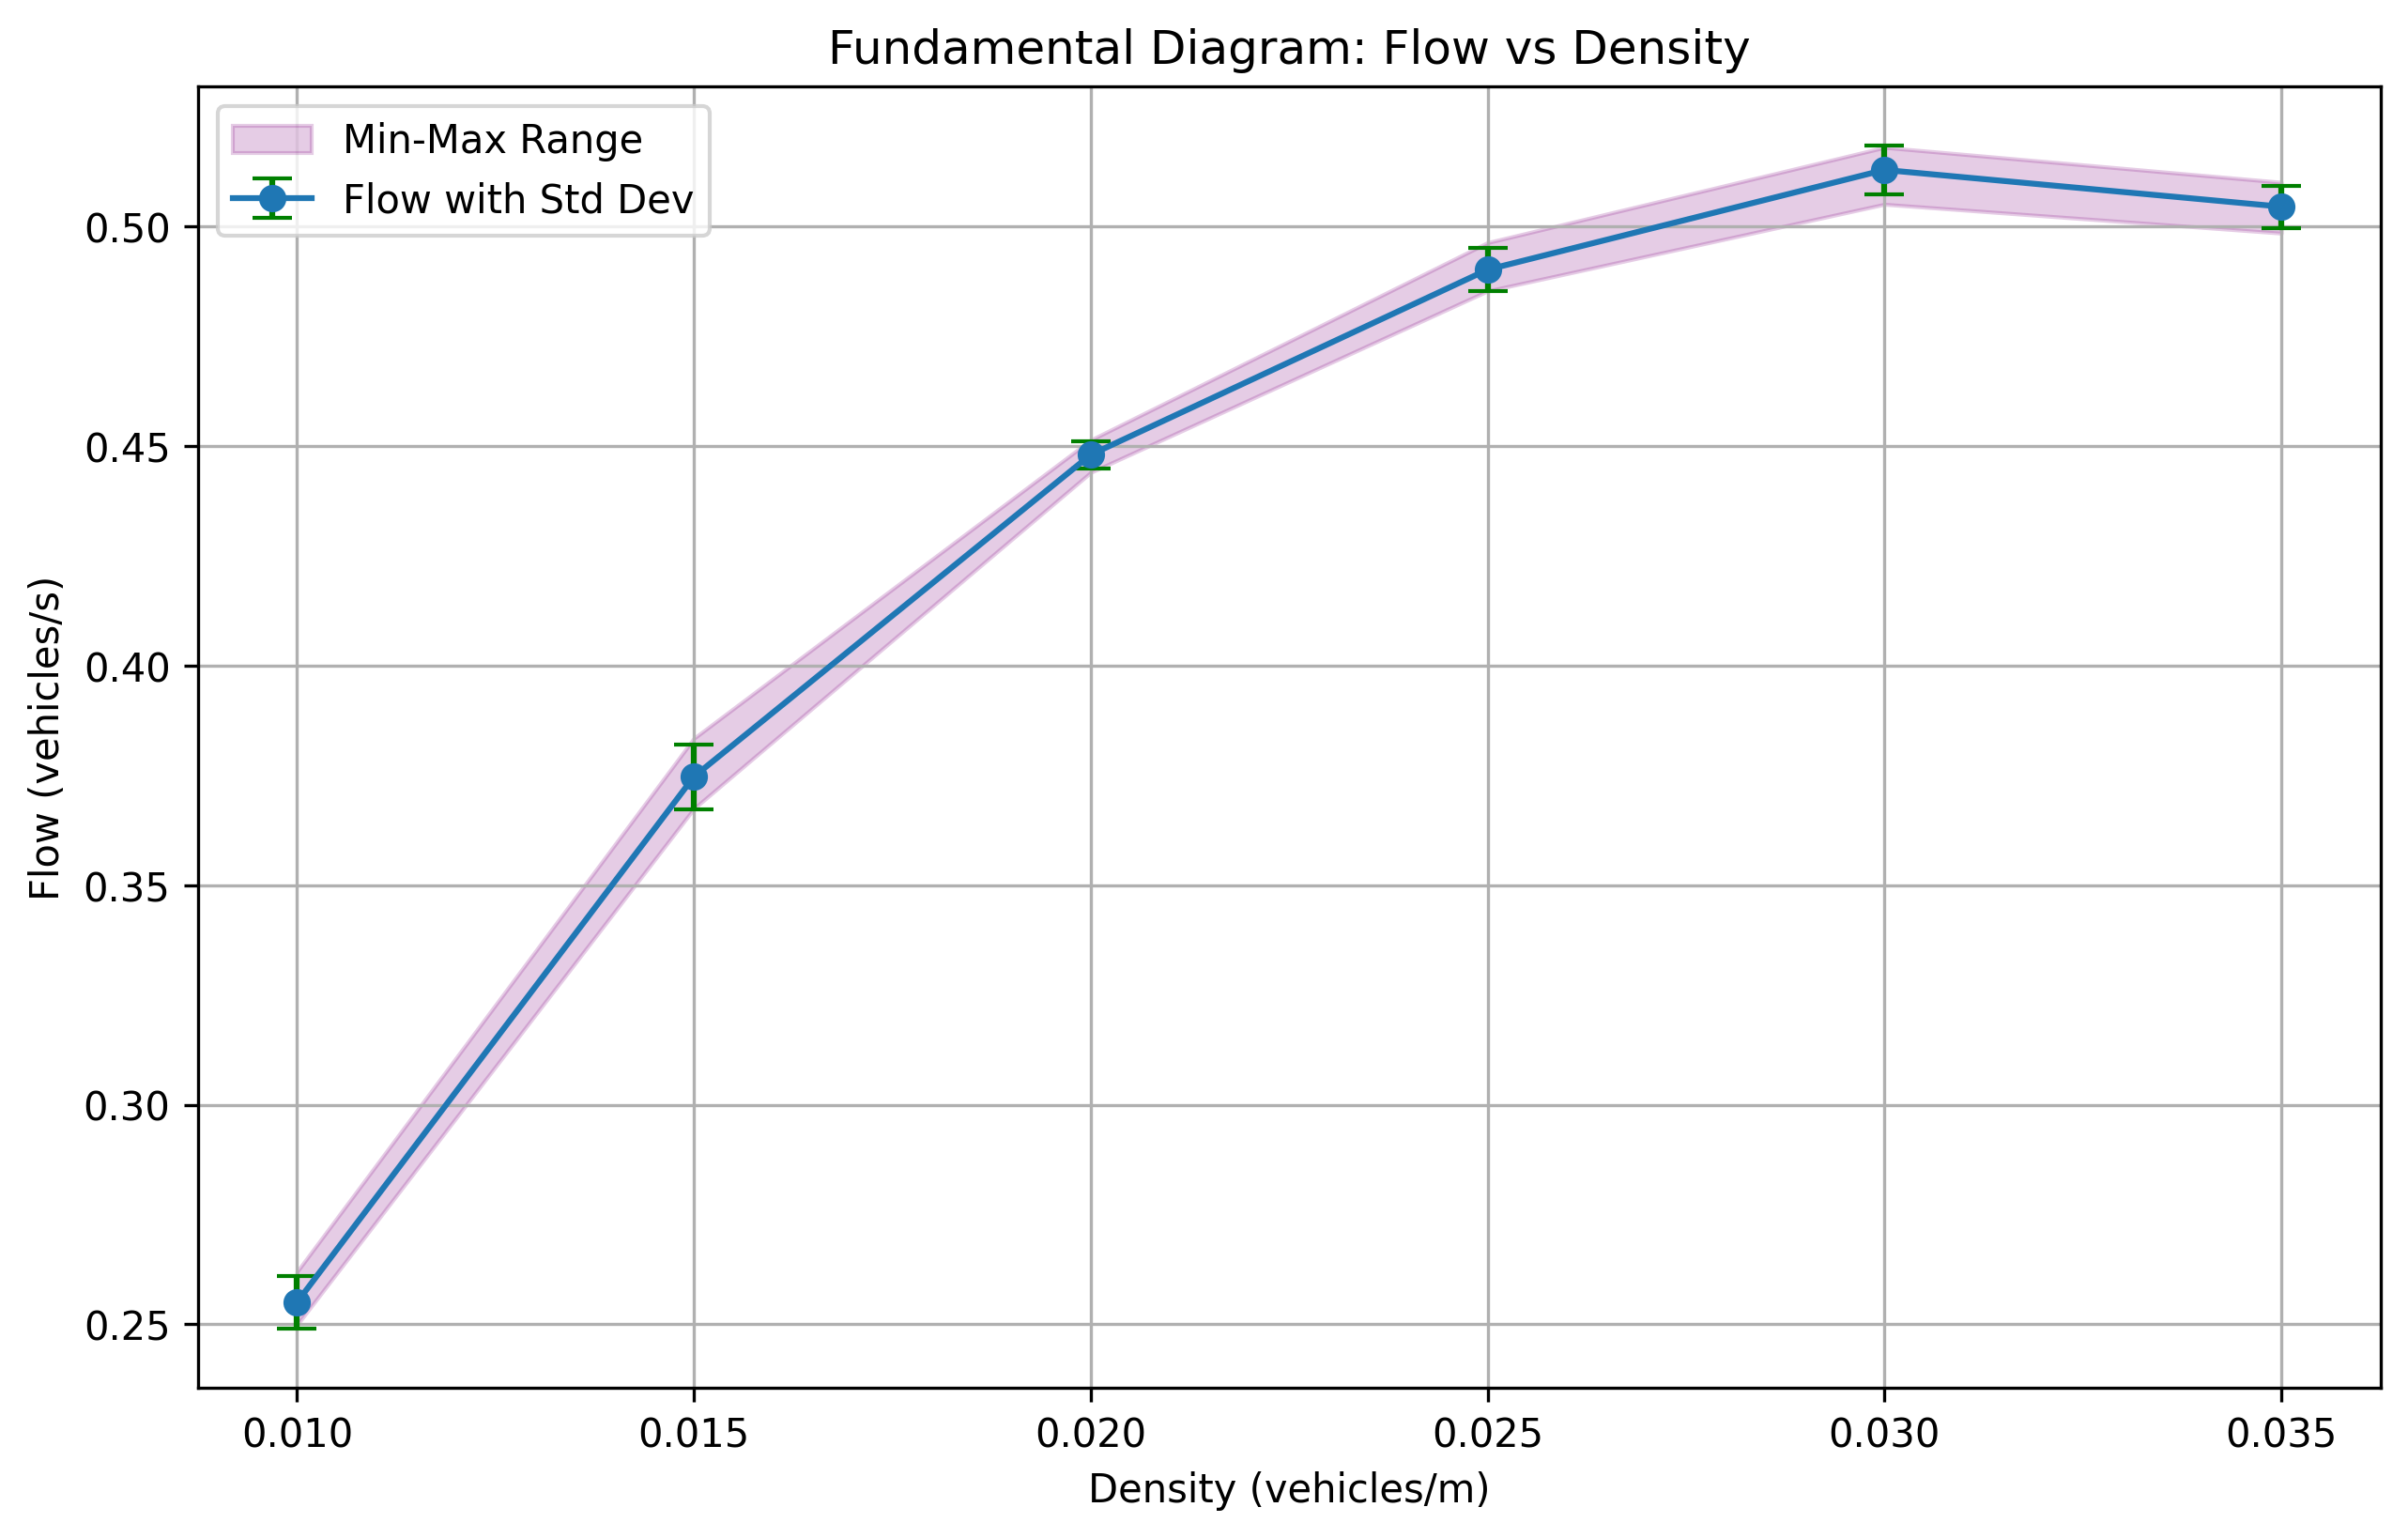 Fundamental Diagram: Flow vs Density
Min-Max Range
Flow with Std Dev
Flow (vehicles/s)
0.50
0.45
0.40
0.35
0.30
0.25
0.010 0.015 0.020 0.025 0.030 0.035
Density (vehicles/m)